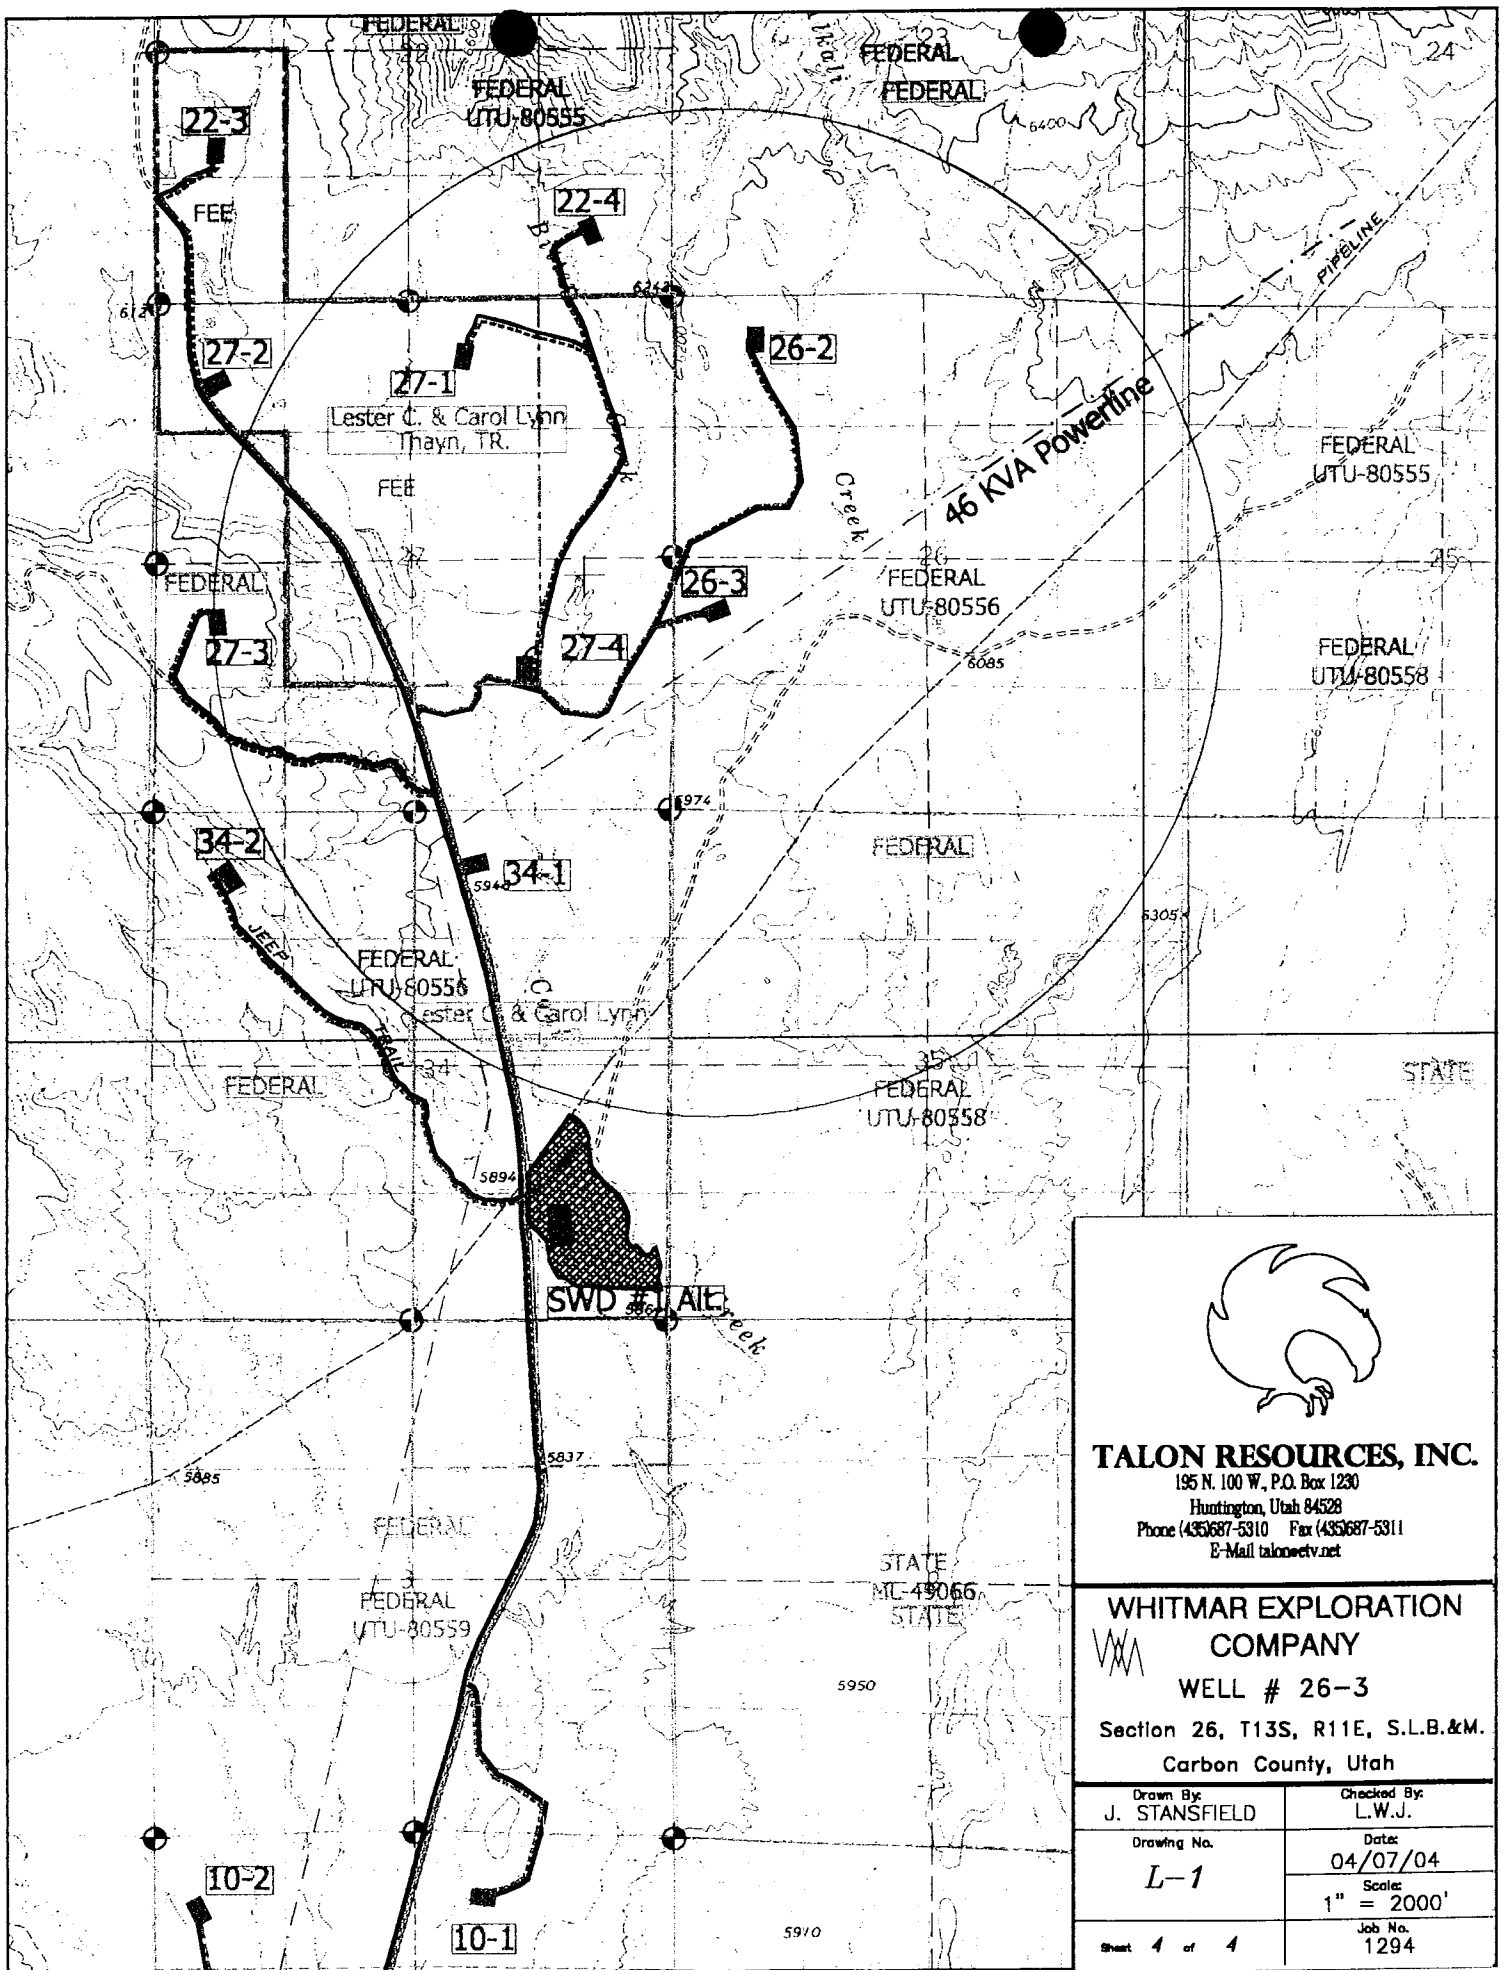 FEDERAL
22
23
24
FEDERAL
FEDERAL
UTU-80555
FEDERAL
22-3
6400
FEE
22-4
PIPELINE
27-2
26-2
27-1
Lester C. & Carol Lynn
Thayn, TR.
46 KVA Powerline
FEDERAL
UTU-80555
FEE
Creek
27
26
25
FEDERAL
FEDERAL
UTU-80556
26-3
27-3
27-4
6085
FEDERAL
UTU-80558
5974
34-2
FEDERAL
34-1
5305
JEEP
TRAIL
FEDERAL
UTU-80556
Lester C. & Carol Lynn
34
35
FEDERAL
FEDERAL
UTU-80558
STATE
5894
SWD #1 Alt.
Creek
5837
5885
FEDERAL
3
FEDERAL
UTU-80559
STATE
ML-49066
STATE
5950
10-2
10-1
5910
TALON RESOURCES, INC.
195 N. 100 W., P.O. Box 1230
Huntington, Utah 84528
Phone (435)687-5310 Fax (435)687-5311
E-Mail talon@etv.net
WHITMAR EXPLORATION
COMPANY
WELL # 26-3
Section 26, T13S, R11E, S.L.B.&M.
Carbon County, Utah
Drawn By:
J. STANSFIELD
Checked By:
L.W.J.
Drawing No.
L-1
Date:
04/07/04
Scale:
1" = 2000'
Sheet 4 of 4
Job No.
1294